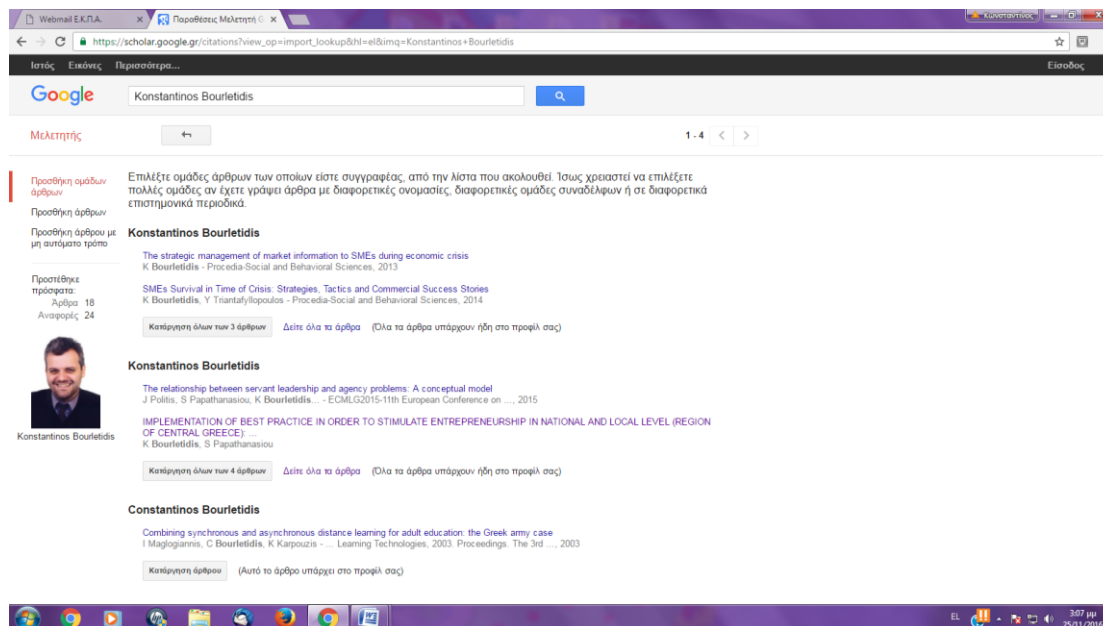 Webmail Ε.Κ.Π.Α.
Παραθέσεις Μελετητή G
Κωνσταντίνος
https://scholar.google.gr/citations?view_op=import_lookup&hl=el&imq=Konstantinos+Bourletidis
Ιστός Εικόνες Περισσότερα...
Είσοδος
Google
Konstantinos Bourletidis
Μελετητής
1 - 4
Προσθήκη ομάδων
άρθρων
Προσθήκη άρθρων
Προσθήκη άρθρου με
μη αυτόματο τρόπο
Προστέθηκε
πρόσφατα:
Άρθρα 18
Αναφορές 24
Konstantinos Bourletidis
Επιλέξτε ομάδες άρθρων των οποίων είστε συγγραφέας, από την λίστα που ακολουθεί. Ίσως χρειαστεί να επιλέξετε
πολλές ομάδες αν έχετε γράψει άρθρα με διαφορετικές ονομασίες, διαφορετικές ομάδες συναδέλφων ή σε διαφορετικά
επιστημονικά περιοδικά.
Konstantinos Bourletidis
The strategic management of market information to SMEs during economic crisis
K Bourletidis - Procedia-Social and Behavioral Sciences, 2013
SMEs Survival in Time of Crisis: Strategies, Tactics and Commercial Success Stories
K Bourletidis, Y Triantafyllopoulos - Procedia-Social and Behavioral Sciences, 2014
Κατάργηση όλων των 3 άρθρων Δείτε όλα τα άρθρα (Όλα τα άρθρα υπάρχουν ήδη στο προφίλ σας)
Konstantinos Bourletidis
The relationship between servant leadership and agency problems: A conceptual model
J Politis, S Papathanasiou, K Bourletidis... - ECMLG2015-11th European Conference on ..., 2015
IMPLEMENTATION OF BEST PRACTICE IN ORDER TO STIMULATE ENTREPRENEURSHIP IN NATIONAL AND LOCAL LEVEL (REGION
OF CENTRAL GREECE): ...
K Bourletidis, S Papathanasiou
Κατάργηση όλων των 4 άρθρων Δείτε όλα τα άρθρα (Όλα τα άρθρα υπάρχουν ήδη στο προφίλ σας)
Constantinos Bourletidis
Combining synchronous and asynchronous distance learning for adult education: the Greek army case
I Maglogiannis, C Bourletidis, K Karpouzis - ... Learning Technologies, 2003. Proceedings. The 3rd ..., 2003
Κατάργηση άρθρου (Αυτό το άρθρο υπάρχει στο προφίλ σας)
EL
3:07 μμ
25/11/2016